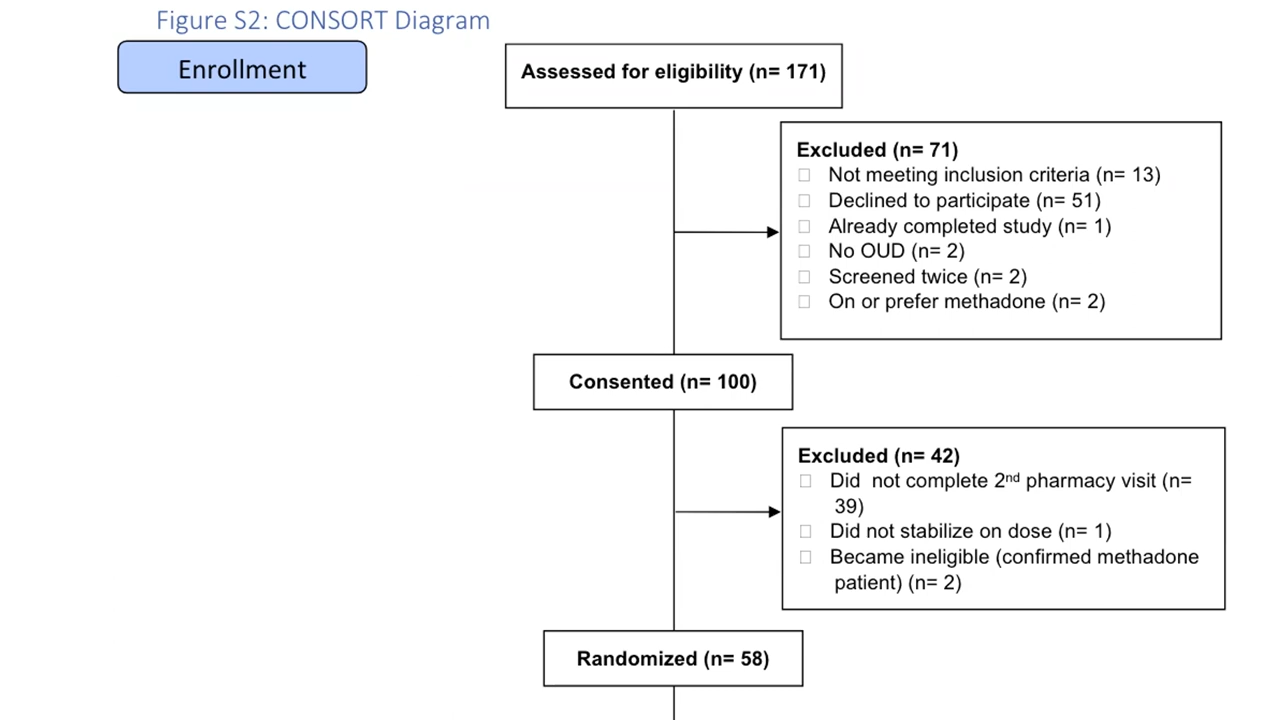 Figure S2: CONSORT Diagram
Enrollment
Assessed for eligibility (n= 171)
Excluded (n= 71)
Not meeting inclusion criteria (n= 13)
Declined to participate (n= 51)
Already completed study (n= 1)
No OUD (n= 2)
Screened twice (n= 2)
On or prefer methadone (n= 2)
Consented (n= 100)
Excluded (n= 42)
Did  not complete 2nd pharmacy visit (n=
39)
Did not stabilize on dose (n= 1)
Became ineligible (confirmed methadone
patient) (n= 2)
Randomized (n= 58)